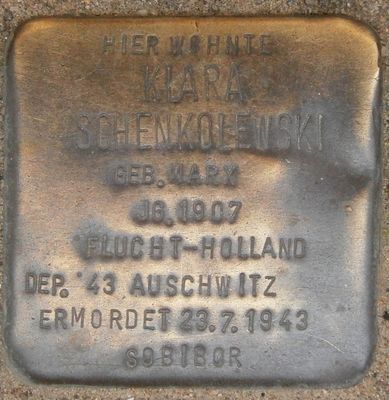 HIER WOHNTE
KLARA
SCHENKOLEWSKI
GEB. MARX
JG. 1907
FLUCHT-HOLLAND
DEP. '43 AUSCHWITZ
ERMORDET 23.7.1943
SOBIBOR